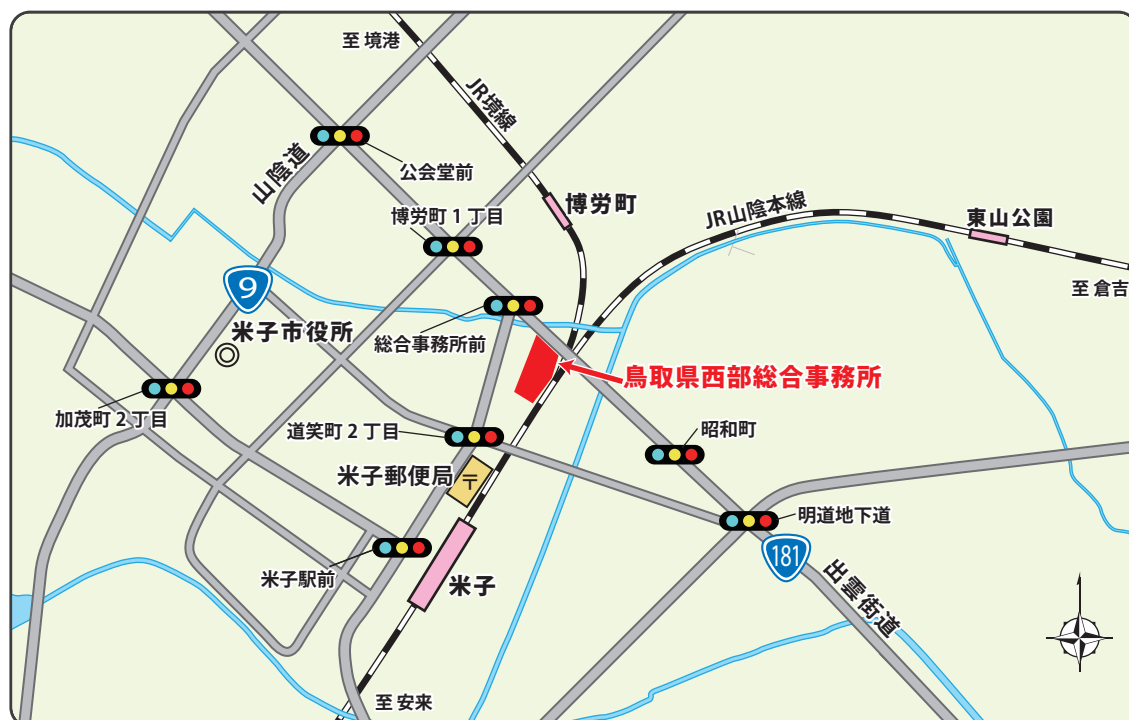 至 境港
JR境線
公会堂前
山陰道
博労町 1 丁目
博労町
JR山陰本線
東山公園
至 倉吉
9
米子市役所
総合事務所前
鳥取県西部総合事務所
加茂町 2 丁目
道笑町 2 丁目
昭和町
米子郵便局
〒
明道地下道
181
出雲街道
米子駅前
米子
至 安来